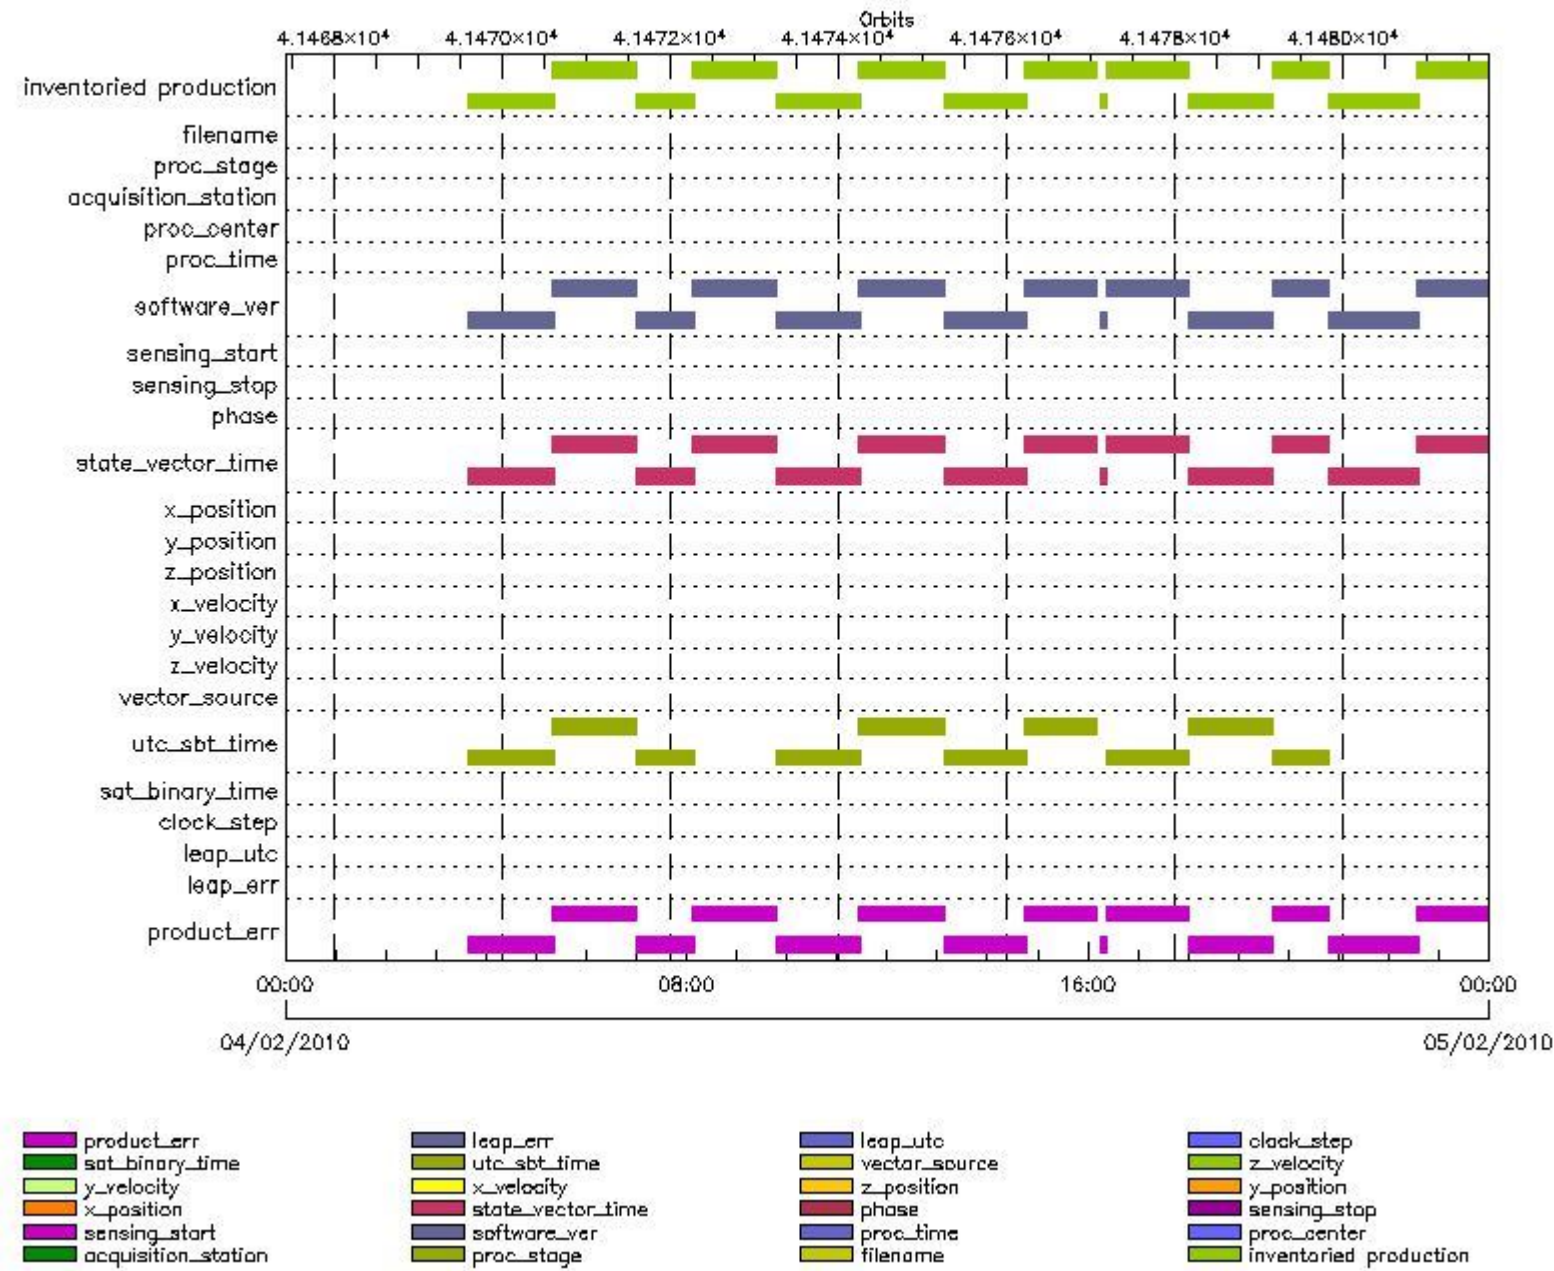 Orbits
4.1468×10⁴ 4.1470×10⁴ 4.1472×10⁴ 4.1474×10⁴ 4.1476×10⁴ 4.1478×10⁴ 4.1480×10⁴
inventoried production
filename
proc_stage
acquisition_station
proc_center
proc_time
software_ver
sensing_start
sensing_stop
phase
state_vector_time
x_position
y_position
z_position
x_velocity
y_velocity
z_velocity
vector_source
utc_sbt_time
sat_binary_time
clock_step
leap_utc
leap_err
product_err
00:00 08:00 16:00 00:00
04/02/2010 05/02/2010
product_err leap_err leap_utc clock_step
sat_binary_time utc_sbt_time vector_source z_velocity
y_velocity x_velocity z_position y_position
x_position state_vector_time phase sensing_stop
sensing_start software_ver proc_time proc_center
acquisition_station proc_stage filename inventoried production